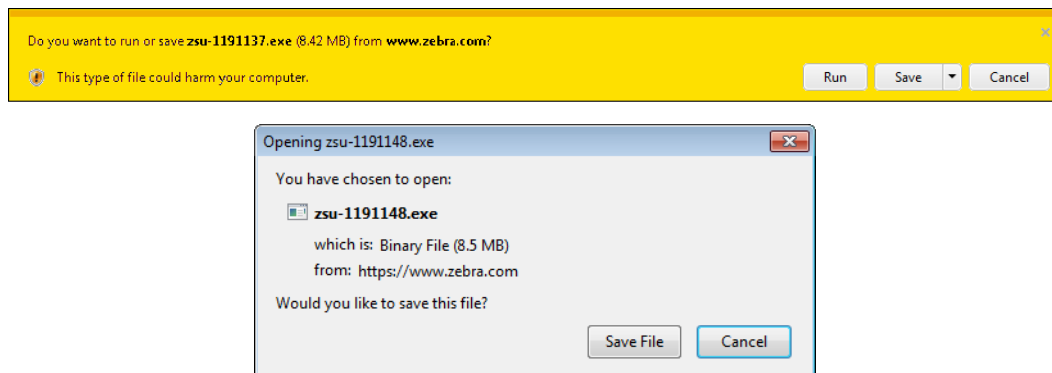 Do you want to run or save zsu-1191137.exe (8.42 MB) from www.zebra.com?
This type of file could harm your computer.
Run Save Cancel
Opening zsu-1191148.exe
You have chosen to open:
zsu-1191148.exe
which is: Binary File (8.5 MB)
from: https://www.zebra.com
Would you like to save this file?
Save File Cancel